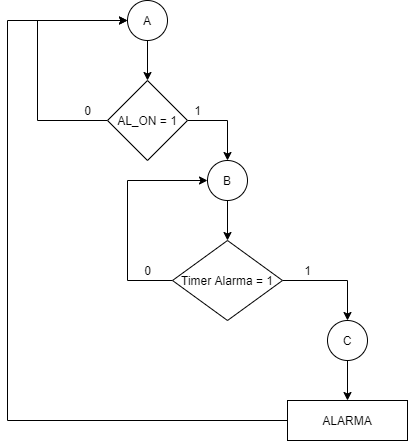 A
0
AL_ON = 1
1
B
0
Timer Alarma = 1
1
C
ALARMA